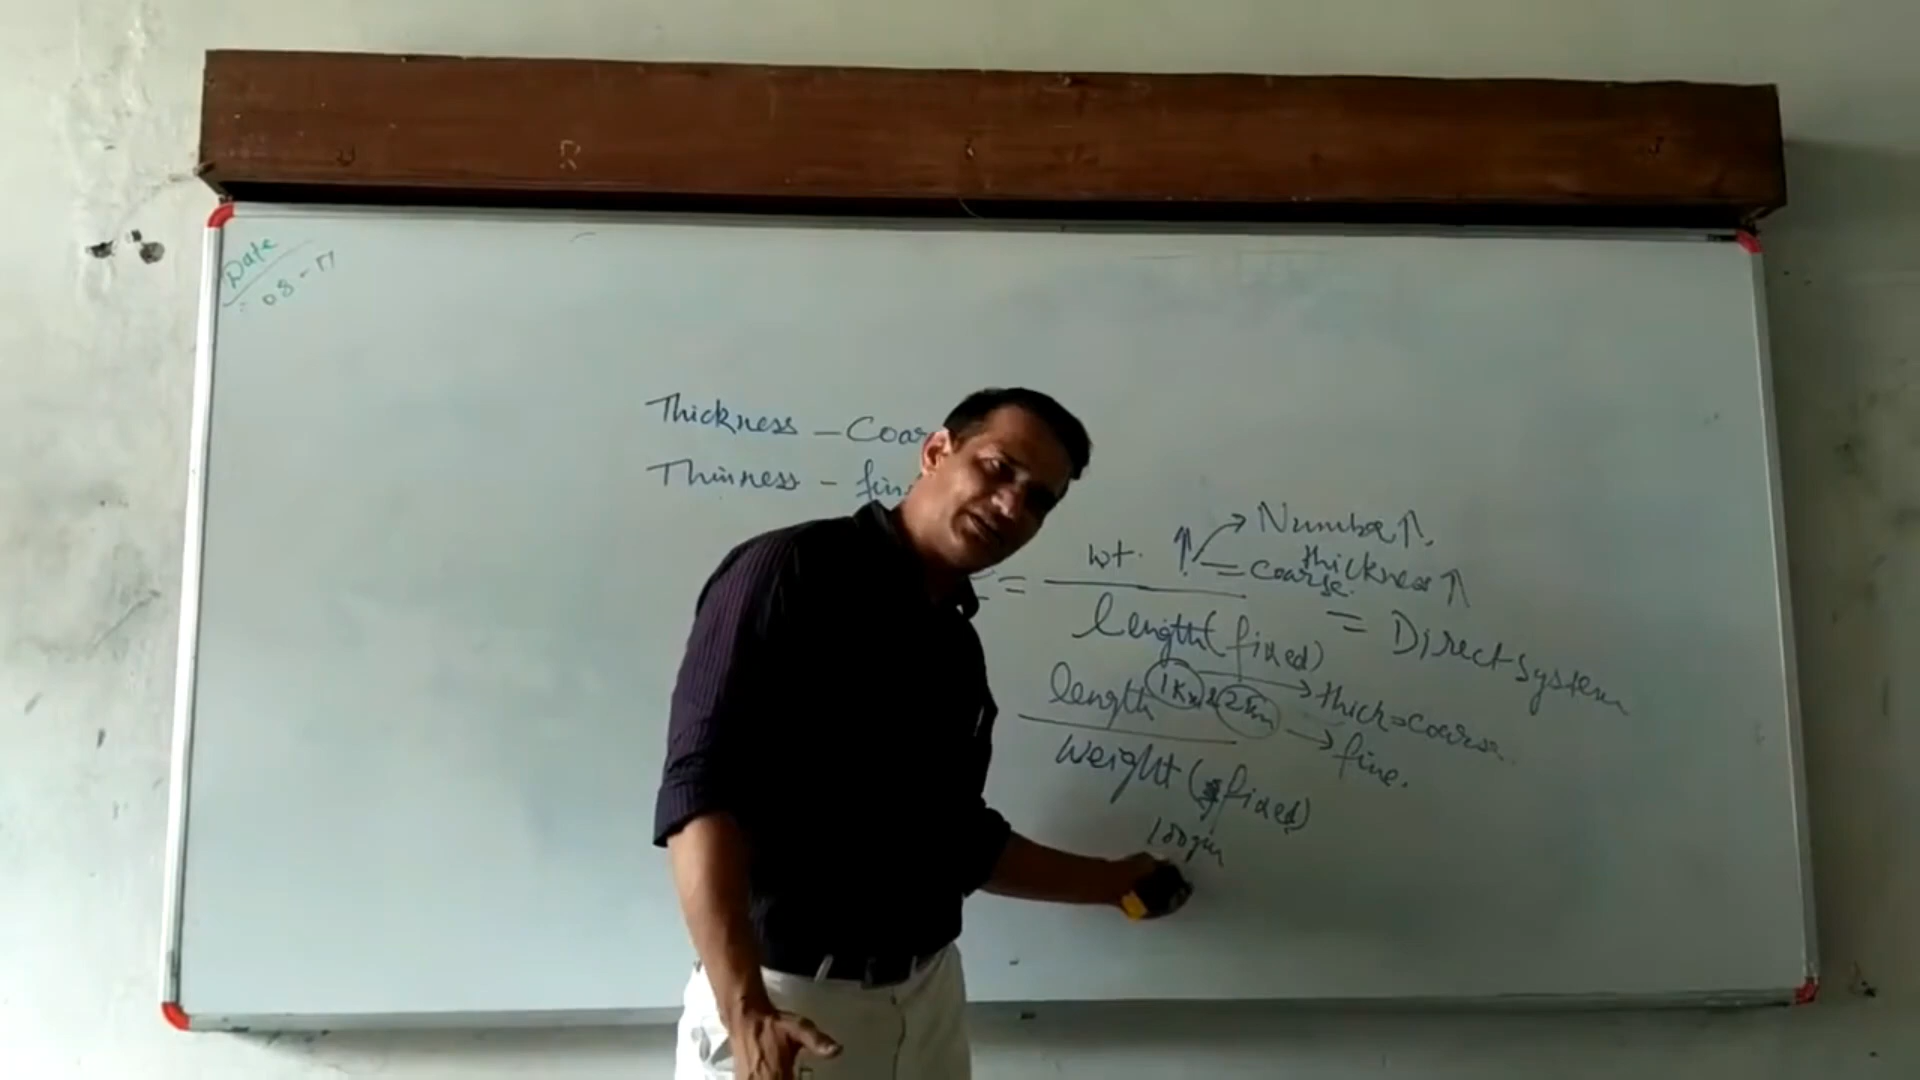 Date
08-17
Thickness - Coar
Thinness - fin
Number↑.
wt. ↑ = coarse. thickness↑
=
length (fixed) = Direct system
length 1Km 2Km → thick = coarse
→ fine.
weight (fixed)
100gm